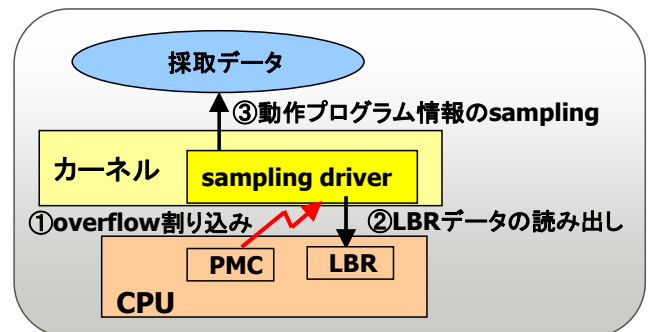 採取データ
③動作プログラム情報のsampling
カーネル
sampling driver
①overflow割り込み
②LBRデータの読み出し
PMC
LBR
CPU